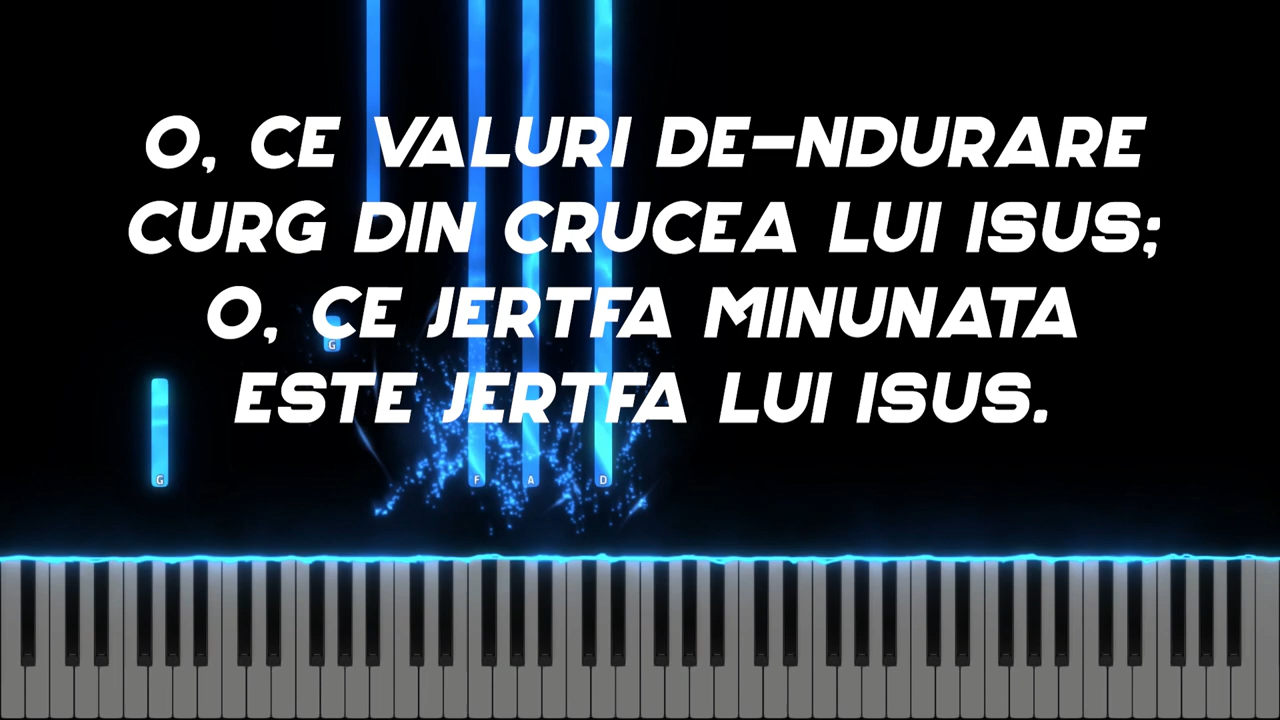 O, CE VALURI DE-NDURARE
CURG DIN CRUCEA LUI ISUS;
O, CE JERTFA MINUNATA
ESTE JERTFA LUI ISUS.
G
G F A D